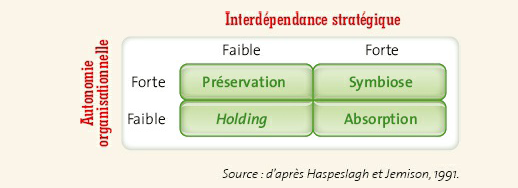 Interdépendance stratégique
Autonomie
organisationnelle
Faible Forte
Forte Préservation Symbiose
Faible Holding Absorption
Source : d'après Haspeslagh et Jemison, 1991.